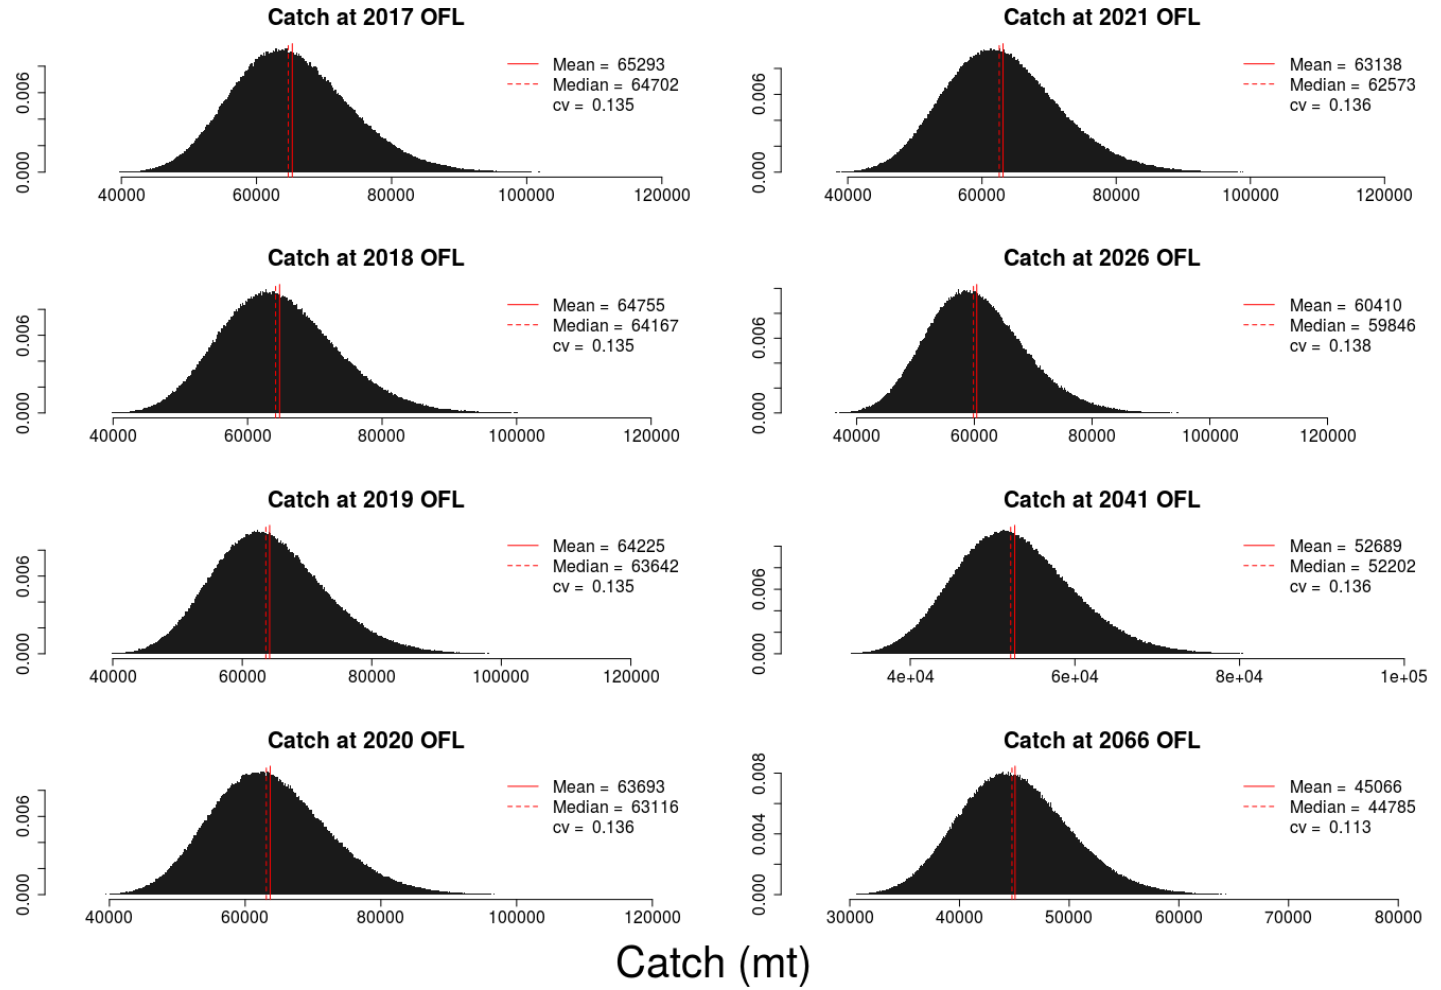 Catch at 2017 OFL
Mean = 65293
Median = 64702
cv = 0.135
0.000 0.006
40000 60000 80000 100000 120000
Catch at 2021 OFL
Mean = 63138
Median = 62573
cv = 0.136
0.000 0.006
40000 60000 80000 100000 120000
Catch at 2018 OFL
Mean = 64755
Median = 64167
cv = 0.135
0.000 0.006
40000 60000 80000 100000 120000
Catch at 2026 OFL
Mean = 60410
Median = 59846
cv = 0.138
0.000 0.006
40000 60000 80000 100000 120000
Catch at 2019 OFL
Mean = 64225
Median = 63642
cv = 0.135
0.000 0.006
40000 60000 80000 100000 120000
Catch at 2041 OFL
Mean = 52689
Median = 52202
cv = 0.136
0.000 0.006
4e+04 6e+04 8e+04 1e+05
Catch at 2020 OFL
Mean = 63693
Median = 63116
cv = 0.136
0.000 0.006
40000 60000 80000 100000 120000
Catch at 2066 OFL
Mean = 45066
Median = 44785
cv = 0.113
0.000 0.004 0.008
30000 40000 50000 60000 70000 80000
Catch (mt)